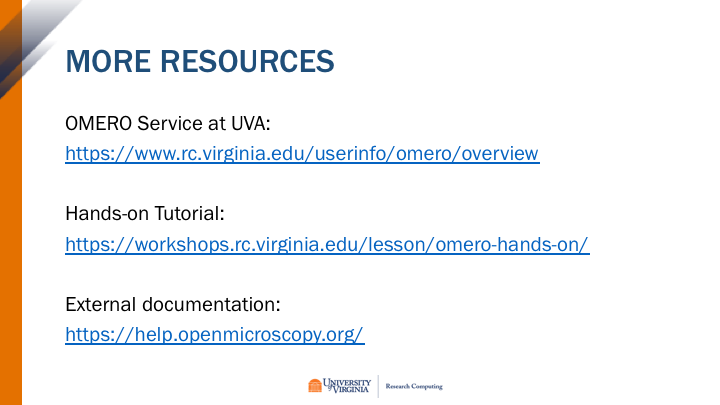 MORE RESOURCES
OMERO Service at UVA:
https://www.rc.virginia.edu/userinfo/omero/overview
Hands-on Tutorial:
https://workshops.rc.virginia.edu/lesson/omero-hands-on/
External documentation:
https://help.openmicroscopy.org/
UNIVERSITY
of VIRGINIA
Research Computing